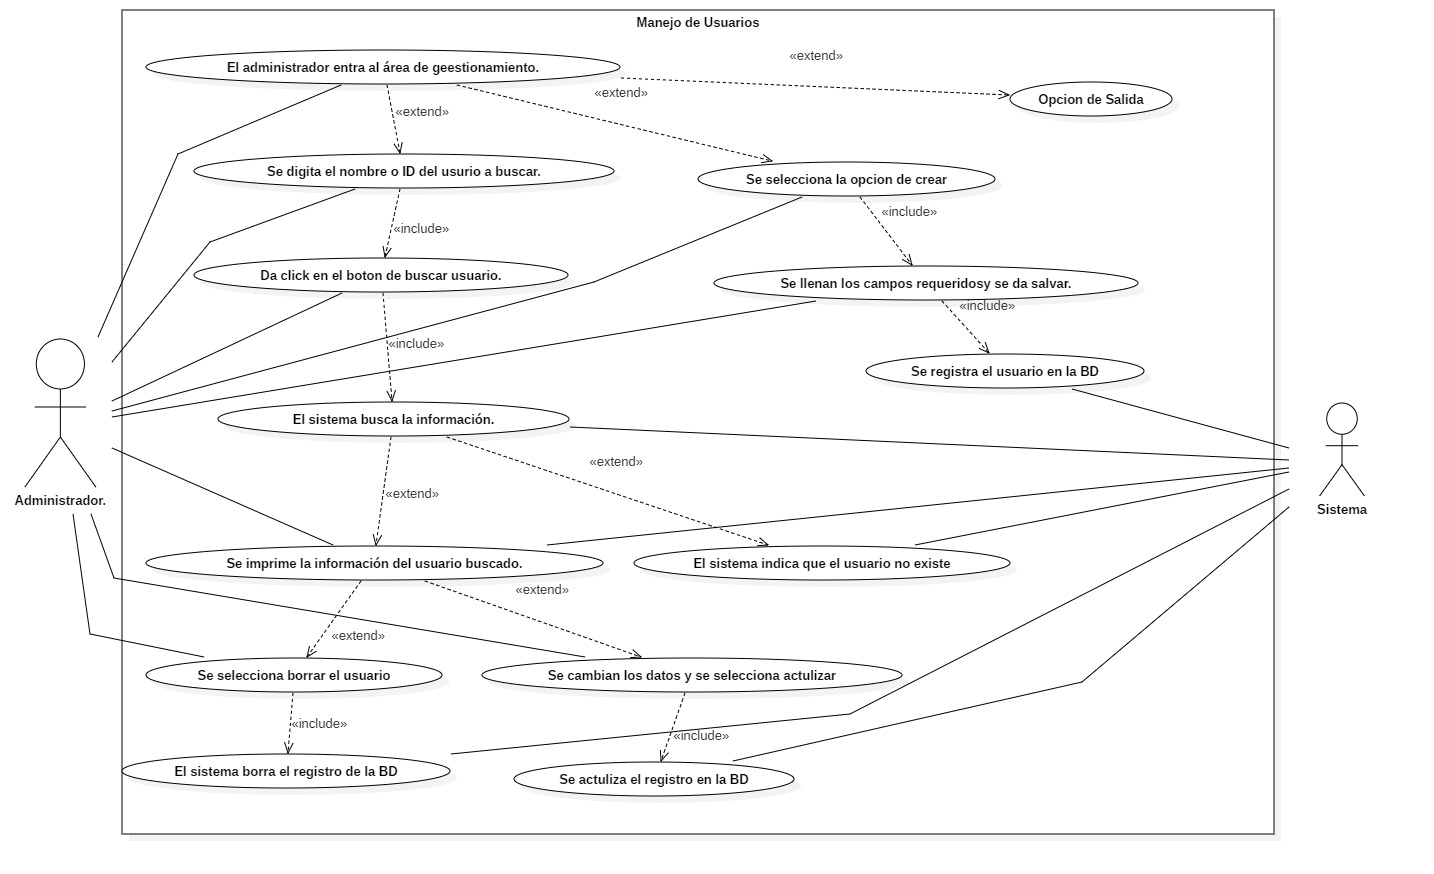 Manejo de Usuarios
«extend»
El administrador entra al área de geestionamiento.
«extend»
Opcion de Salida
«extend»
Se digita el nombre o ID del usurio a buscar.
Se selecciona la opcion de crear
«include»
«include»
Da click en el boton de buscar usuario.
Se llenan los campos requeridosy se da salvar.
«include»
«include»
Se registra el usuario en la BD
El sistema busca la información.
«extend»
«extend»
Administrador.
Sistema
Se imprime la información del usuario buscado.
El sistema indica que el usuario no existe
«extend»
«extend»
Se selecciona borrar el usuario
Se cambian los datos y se selecciona actulizar
«include»
«include»
El sistema borra el registro de la BD
Se actuliza el registro en la BD